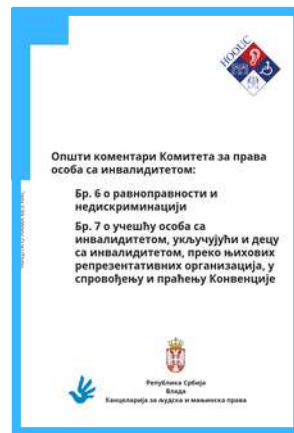 НООИС
Општи коментари Комитета за права
особа са инвалидитетом:
Бр. 6 о равноправности и
недискриминацији
Бр. 7 о учешћу особа са
инвалидитетом, укључујући и децу
са инвалидитетом, преко њихових
репрезентативних организација, у
спровођењу и праћењу Конвенције
Република Србија
Влада
Канцеларија за људска и мањинска права